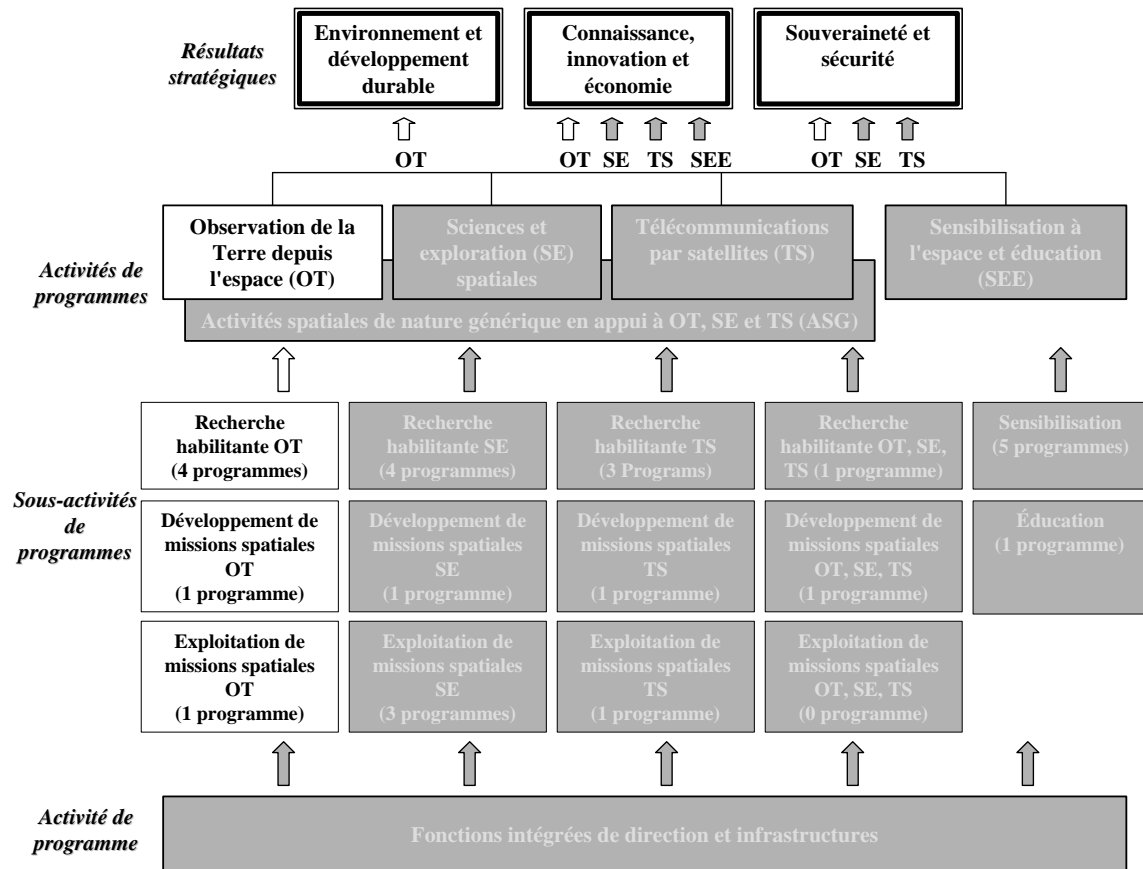 Résultats
stratégiques
Environnement et
développement
durable
Connaissance,
innovation et
économie
Souveraineté et
sécurité
OT
OT SE TS SEE
OT SE TS
Activités de
programmes
Observation de la
Terre depuis
l'espace (OT)
Sciences et
exploration (SE)
spatiales
Télécommunications
par satellites (TS)
Sensibilisation à
l'espace et éducation
(SEE)
Activités spatiales de nature générique en appui à OT, SE et TS (ASG)
Sous-activités
de
programmes
Recherche
habilitante OT
(4 programmes)
Recherche
habilitante SE
(4 programmes)
Recherche
habilitante TS
(3 Programs)
Recherche
habilitante OT, SE,
TS (1 programme)
Sensibilisation
(5 programmes)
Développement de
missions spatiales
OT
(1 programme)
Développement de
missions spatiales
SE
(1 programme)
Développement de
missions spatiales
TS
(1 programme)
Développement de
missions spatiales
OT, SE, TS
(1 programme)
Éducation
(1 programme)
Exploitation de
missions spatiales
OT
(1 programme)
Exploitation de
missions spatiales
SE
(3 programmes)
Exploitation de
missions spatiales
TS
(1 programme)
Exploitation de
missions spatiales
OT, SE, TS
(0 programme)
Activité de
programme
Fonctions intégrées de direction et infrastructures